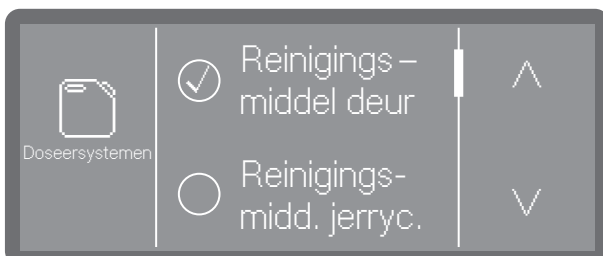 Doseersystemen
Reinigings–
middel deur
Reinigings-
midd. jerryc.